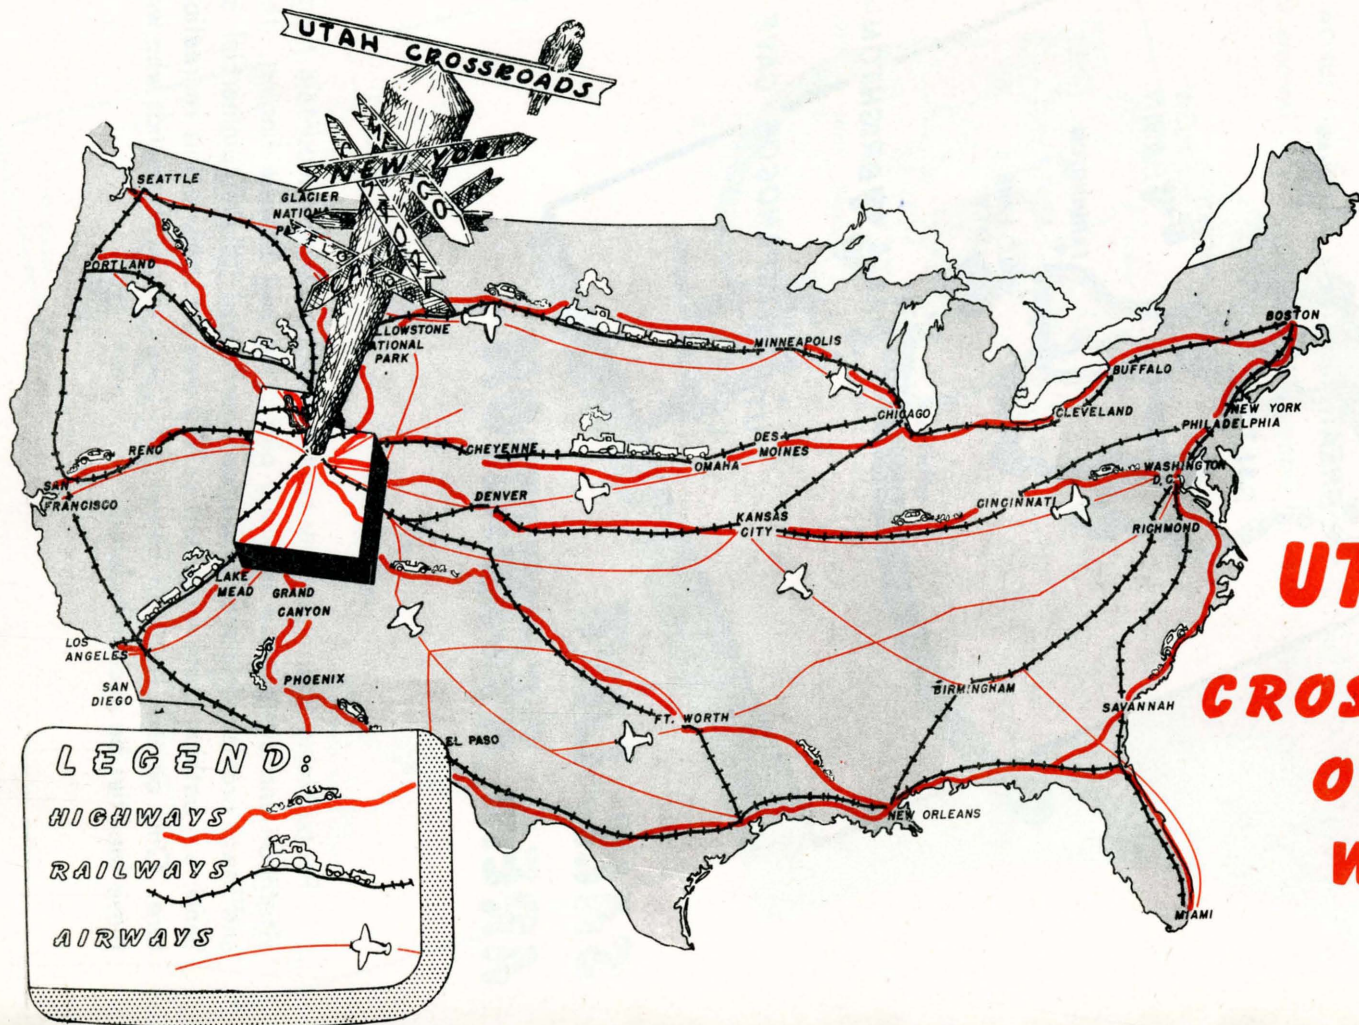 UTAH CROSSROADS
NEW YORK
SEATTLE
GLACIER
NATIONA
PORTLAND
LLOWSTONE
NATIONAL
PARK
MINNEAPOLIS
BOSTON
BUFFALO
CHICAGO
CLEVELAND
NEW YORK
PHILADELPHIA
RENO
CHEYENNE
DES
MOINES
OMAHA
WASHINGTON
D.C.
SAN
FRANCISCO
DENVER
KANSAS
CITY
CINCINNATI
RICHMOND
LAKE
MEAD
GRAND
CANYON
LOS
ANGELES
SAN
DIEGO
PHOENIX
BIRMINGHAM
SAVANNAH
FT. WORTH
EL PASO
NEW ORLEANS
MIAMI
LEGEND:
HIGHWAYS
RAILWAYS
AIRWAYS
UT
CROS
O
W